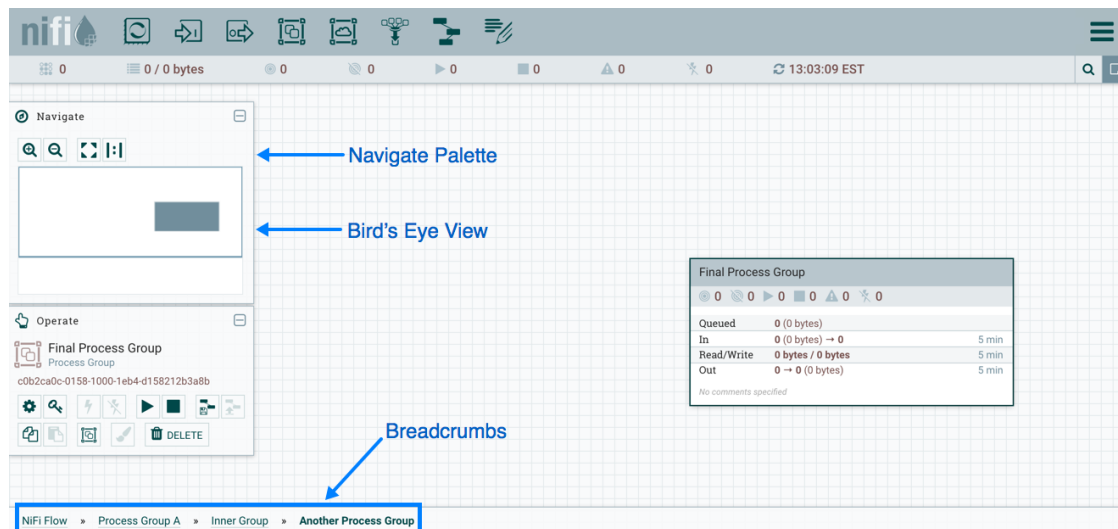 nifi
0 0 / 0 bytes 0 0 0 0 0 0 13:03:09 EST
Navigate
Navigate Palette
Bird's Eye View
Final Process Group
0 0 0 0 0 0
Queued 0 (0 bytes)
In 0 (0 bytes) → 0 5 min
Read/Write 0 bytes / 0 bytes 5 min
Out 0 → 0 (0 bytes) 5 min
No comments specified
Operate
Final Process Group
Process Group
c0b2ca0c-0158-1000-1eb4-d158212b3a8b
DELETE
Breadcrumbs
NiFi Flow » Process Group A » Inner Group » Another Process Group